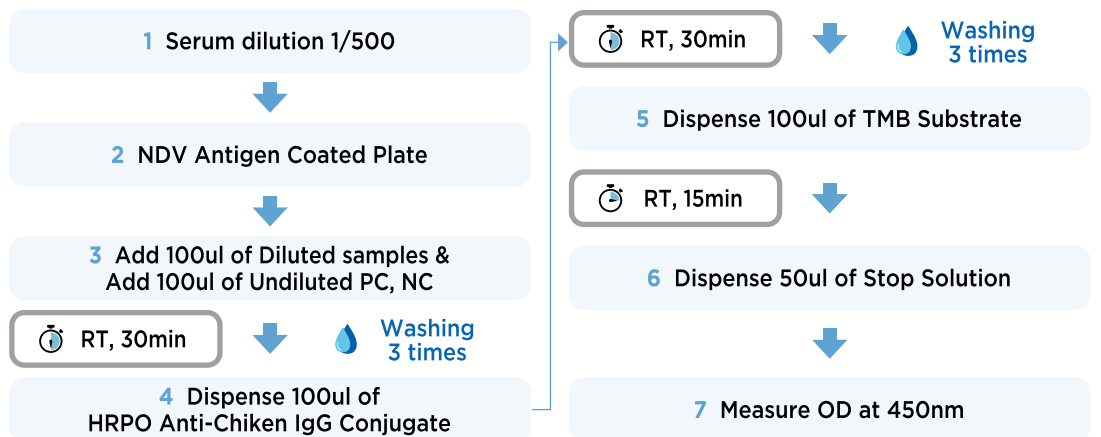 1 Serum dilution 1/500
2 NDV Antigen Coated Plate
3 Add 100ul of Diluted samples &
Add 100ul of Undiluted PC, NC
RT, 30min
Washing
3 times
4 Dispense 100ul of
HRPO Anti-Chiken IgG Conjugate
RT, 30min
Washing
3 times
5 Dispense 100ul of TMB Substrate
RT, 15min
6 Dispense 50ul of Stop Solution
7 Measure OD at 450nm